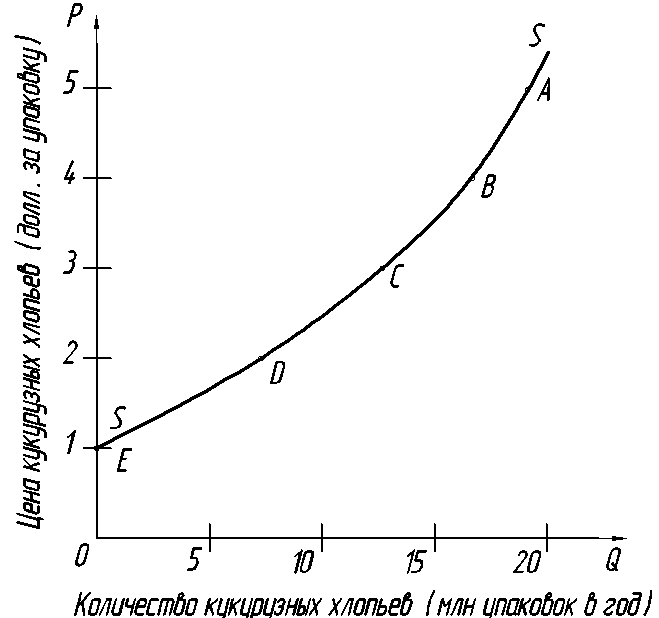 P
Цена кукурузных хлопьев (долл. за упаковку)
S
5
A
4
B
3
C
2
D
S
1
E
0
5
10
15
20
Q
Количество кукиризных хлопьев (млн упаковок в год)